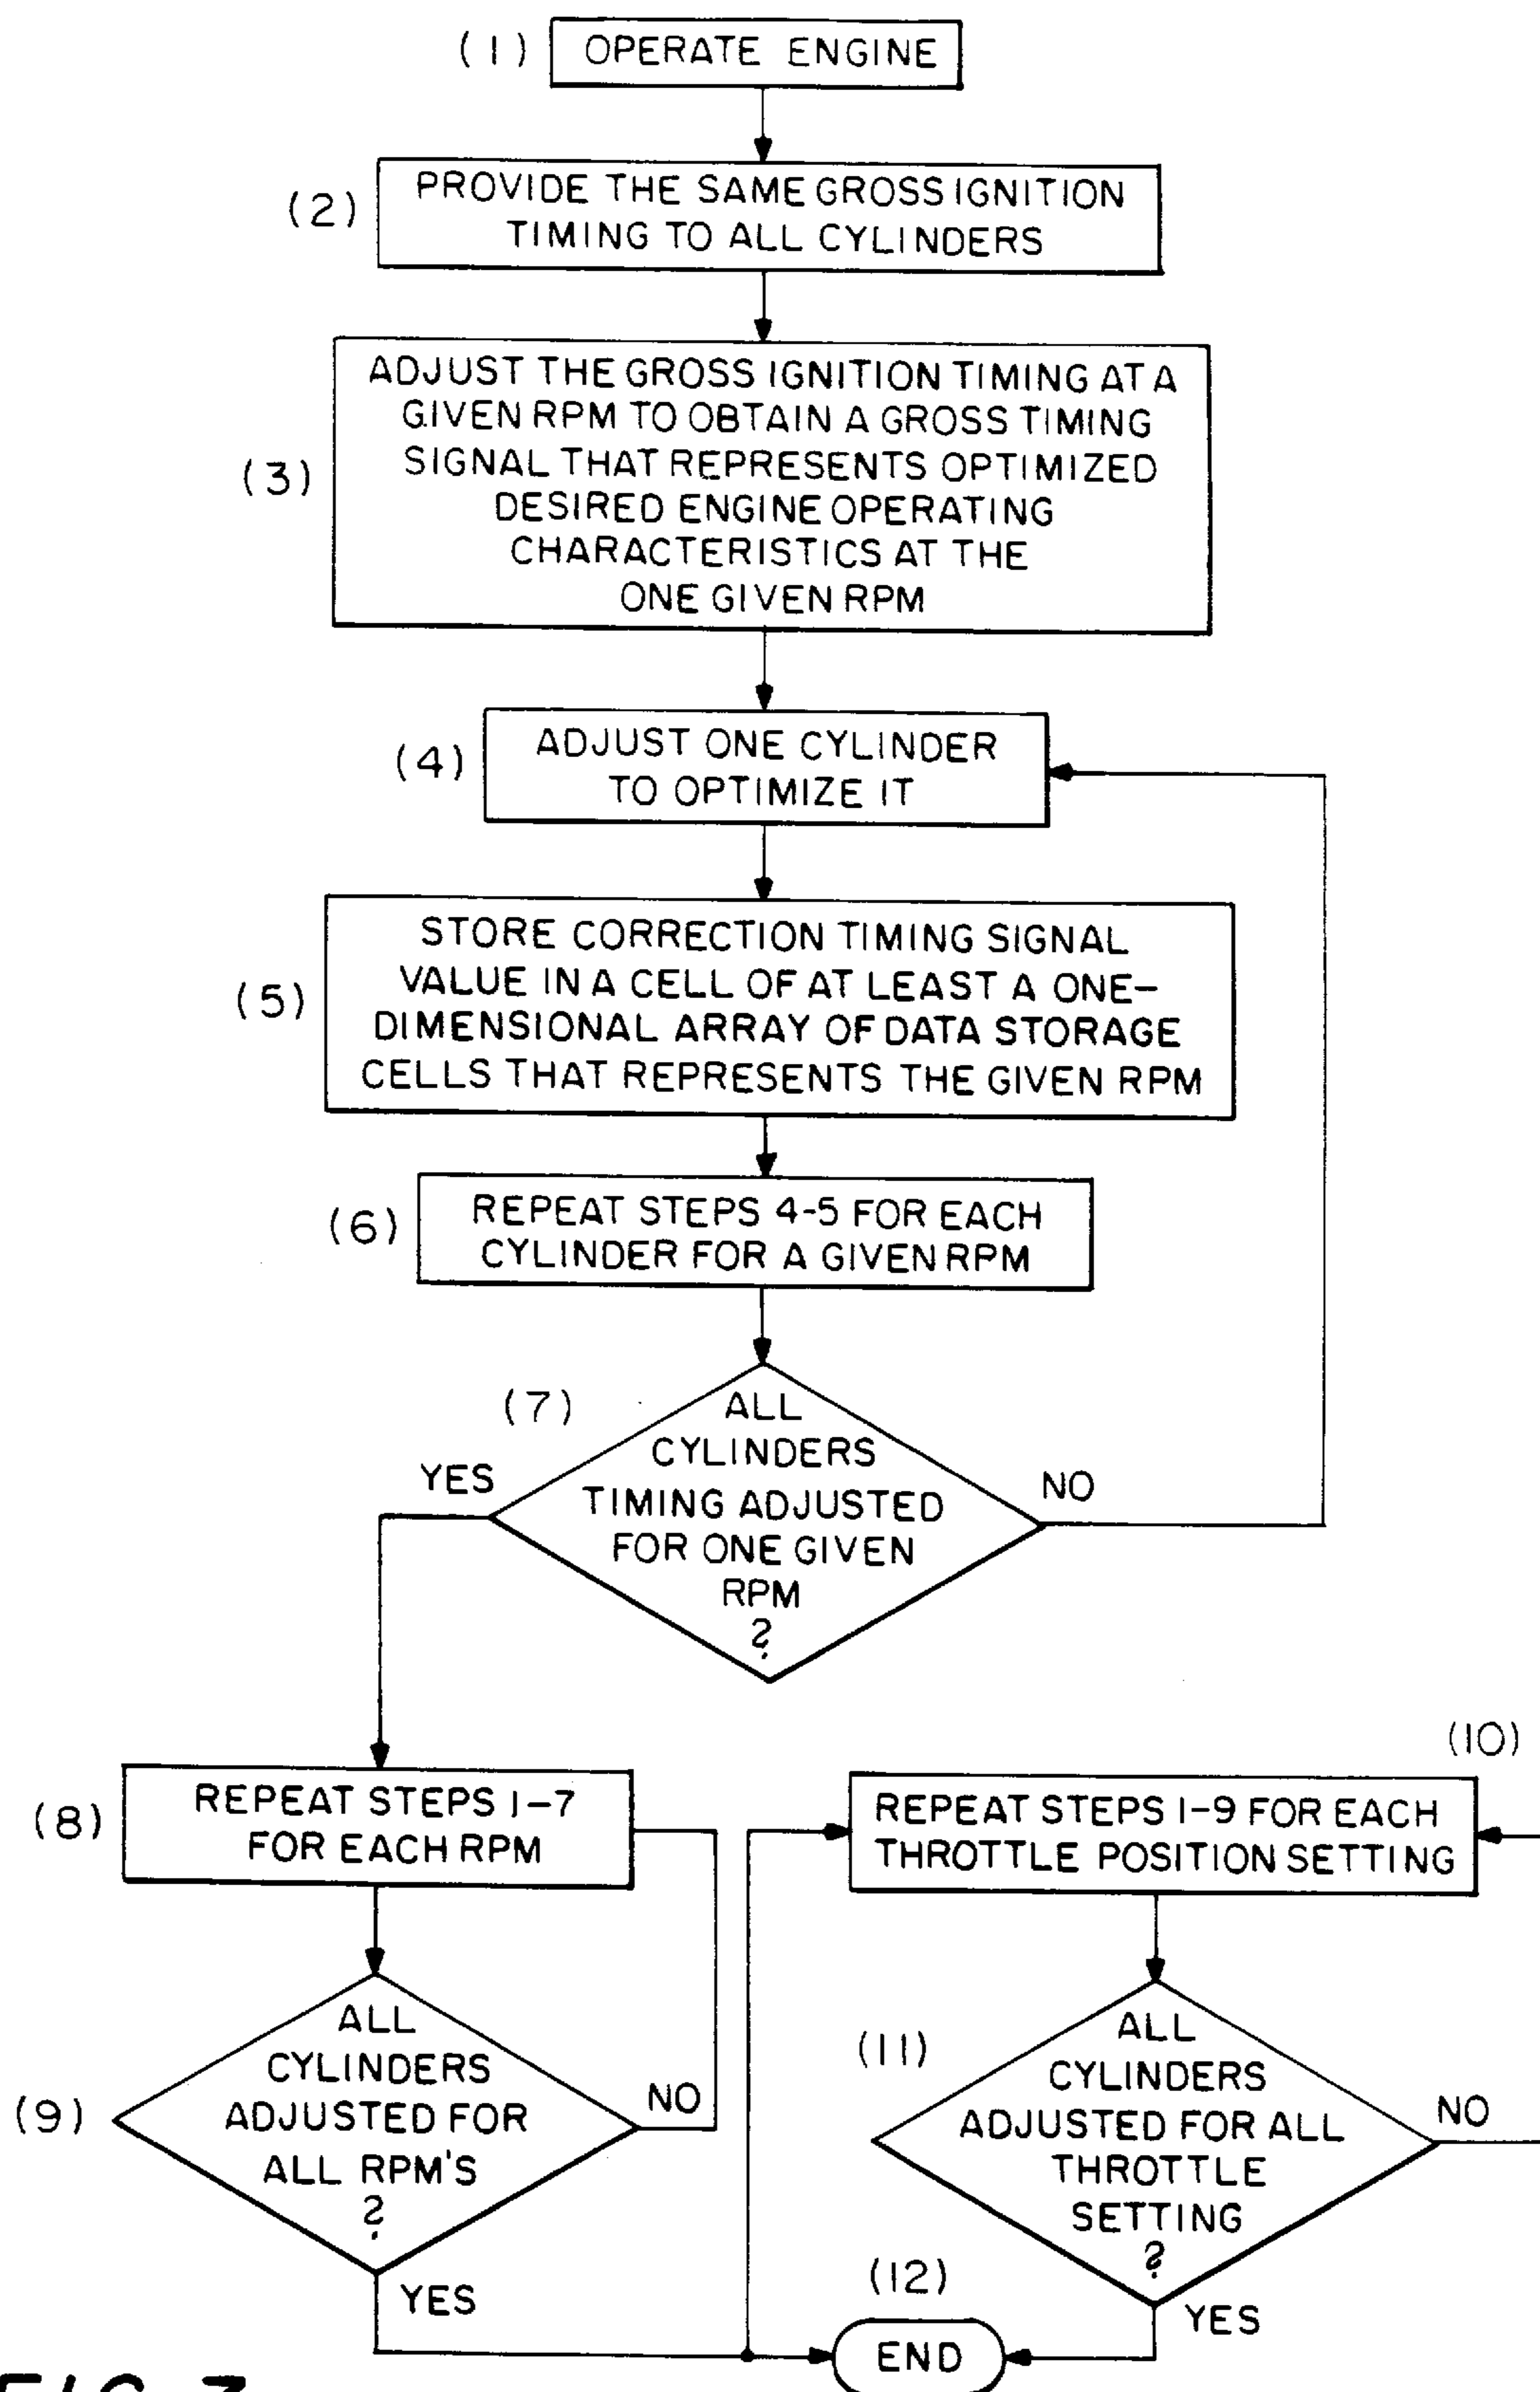 (1) OPERATE ENGINE
(2) PROVIDE THE SAME GROSS IGNITION
TIMING TO ALL CYLINDERS
(3) ADJUST THE GROSS IGNITION TIMING AT A
GIVEN RPM TO OBTAIN A GROSS TIMING
SIGNAL THAT REPRESENTS OPTIMIZED
DESIRED ENGINE OPERATING
CHARACTERISTICS AT THE
ONE GIVEN RPM
(4) ADJUST ONE CYLINDER
TO OPTIMIZE IT
(5) STORE CORRECTION TIMING SIGNAL
VALUE IN A CELL OF AT LEAST A ONE-
DIMENSIONAL ARRAY OF DATA STORAGE
CELLS THAT REPRESENTS THE GIVEN RPM
(6) REPEAT STEPS 4-5 FOR EACH
CYLINDER FOR A GIVEN RPM
(7) ALL
CYLINDERS
TIMING ADJUSTED
FOR ONE GIVEN
RPM
?
YES
NO
(8) REPEAT STEPS 1-7
FOR EACH RPM
(9) ALL
CYLINDERS
ADJUSTED FOR
ALL RPM'S
?
NO
YES
(10)
REPEAT STEPS 1-9 FOR EACH
THROTTLE POSITION SETTING
(11) ALL
CYLINDERS
ADJUSTED FOR ALL
THROTTLE
SETTING
?
NO
YES
(12)
END